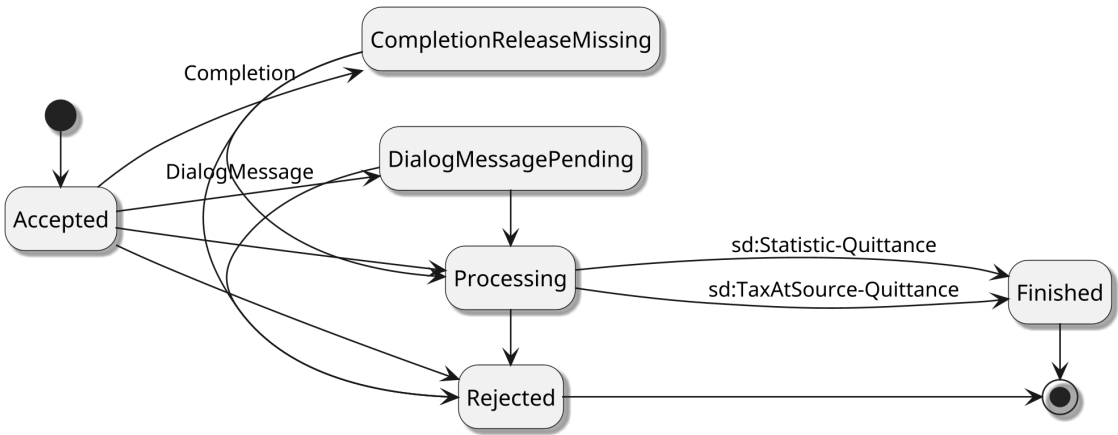 CompletionReleaseMissing
Completion
DialogMessagePending
DialogMessage
Accepted
sd:Statistic-Quittance
Processing
sd:TaxAtSource-Quittance
Finished
Rejected